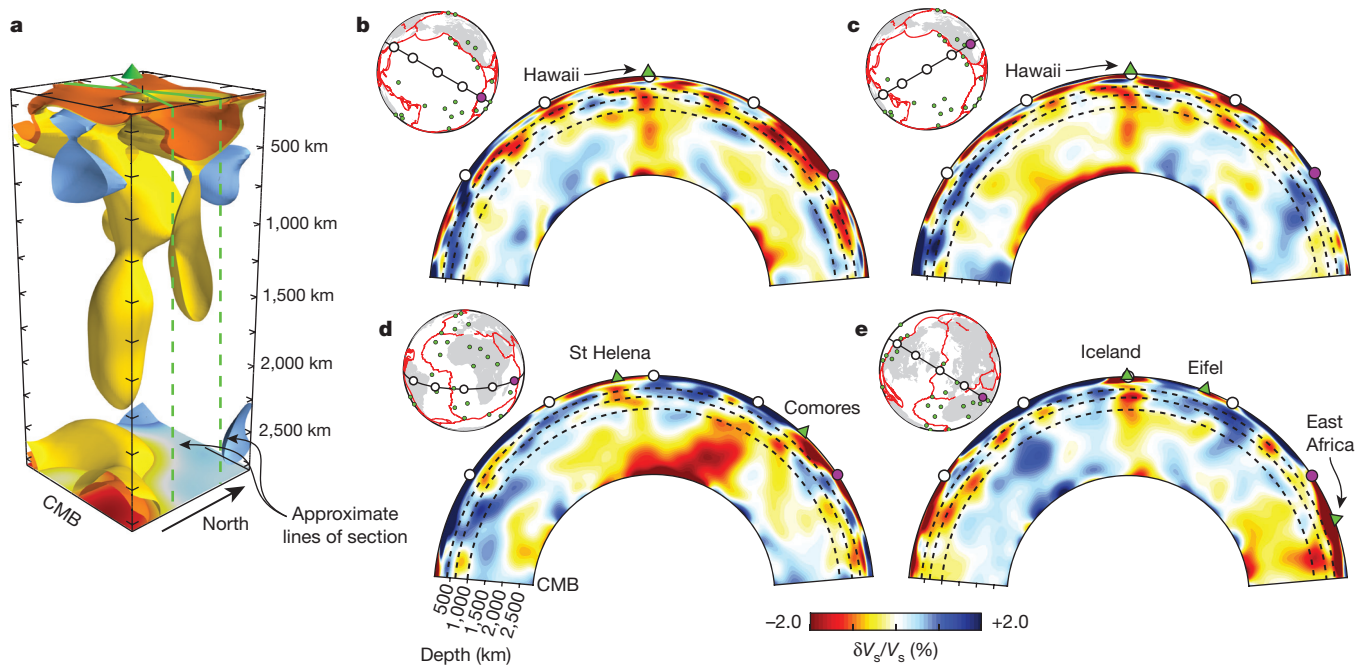 a
500 km
1,000 km
1,500 km
2,000 km
2,500 km
CMB
North
Approximate
lines of section
b
Hawaii
c
Hawaii
d
St Helena
Comores
CMB
500
1,000
1,500
2,000
2,500
Depth (km)
e
Iceland
Eifel
East
Africa
–2.0
+2.0
δVs/Vs (%)